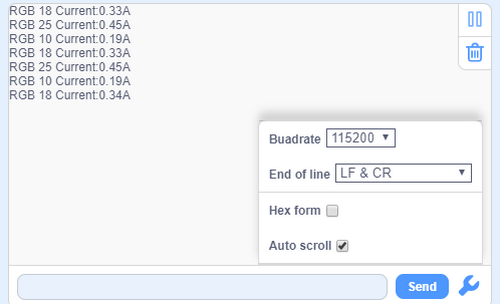 RGB 18 Current:0.33A
RGB 25 Current:0.45A
RGB 10 Current:0.19A
RGB 18 Current:0.33A
RGB 25 Current:0.45A
RGB 10 Current:0.19A
RGB 18 Current:0.34A
Buadrate 115200
End of line LF & CR
Hex form
Auto scroll
Send